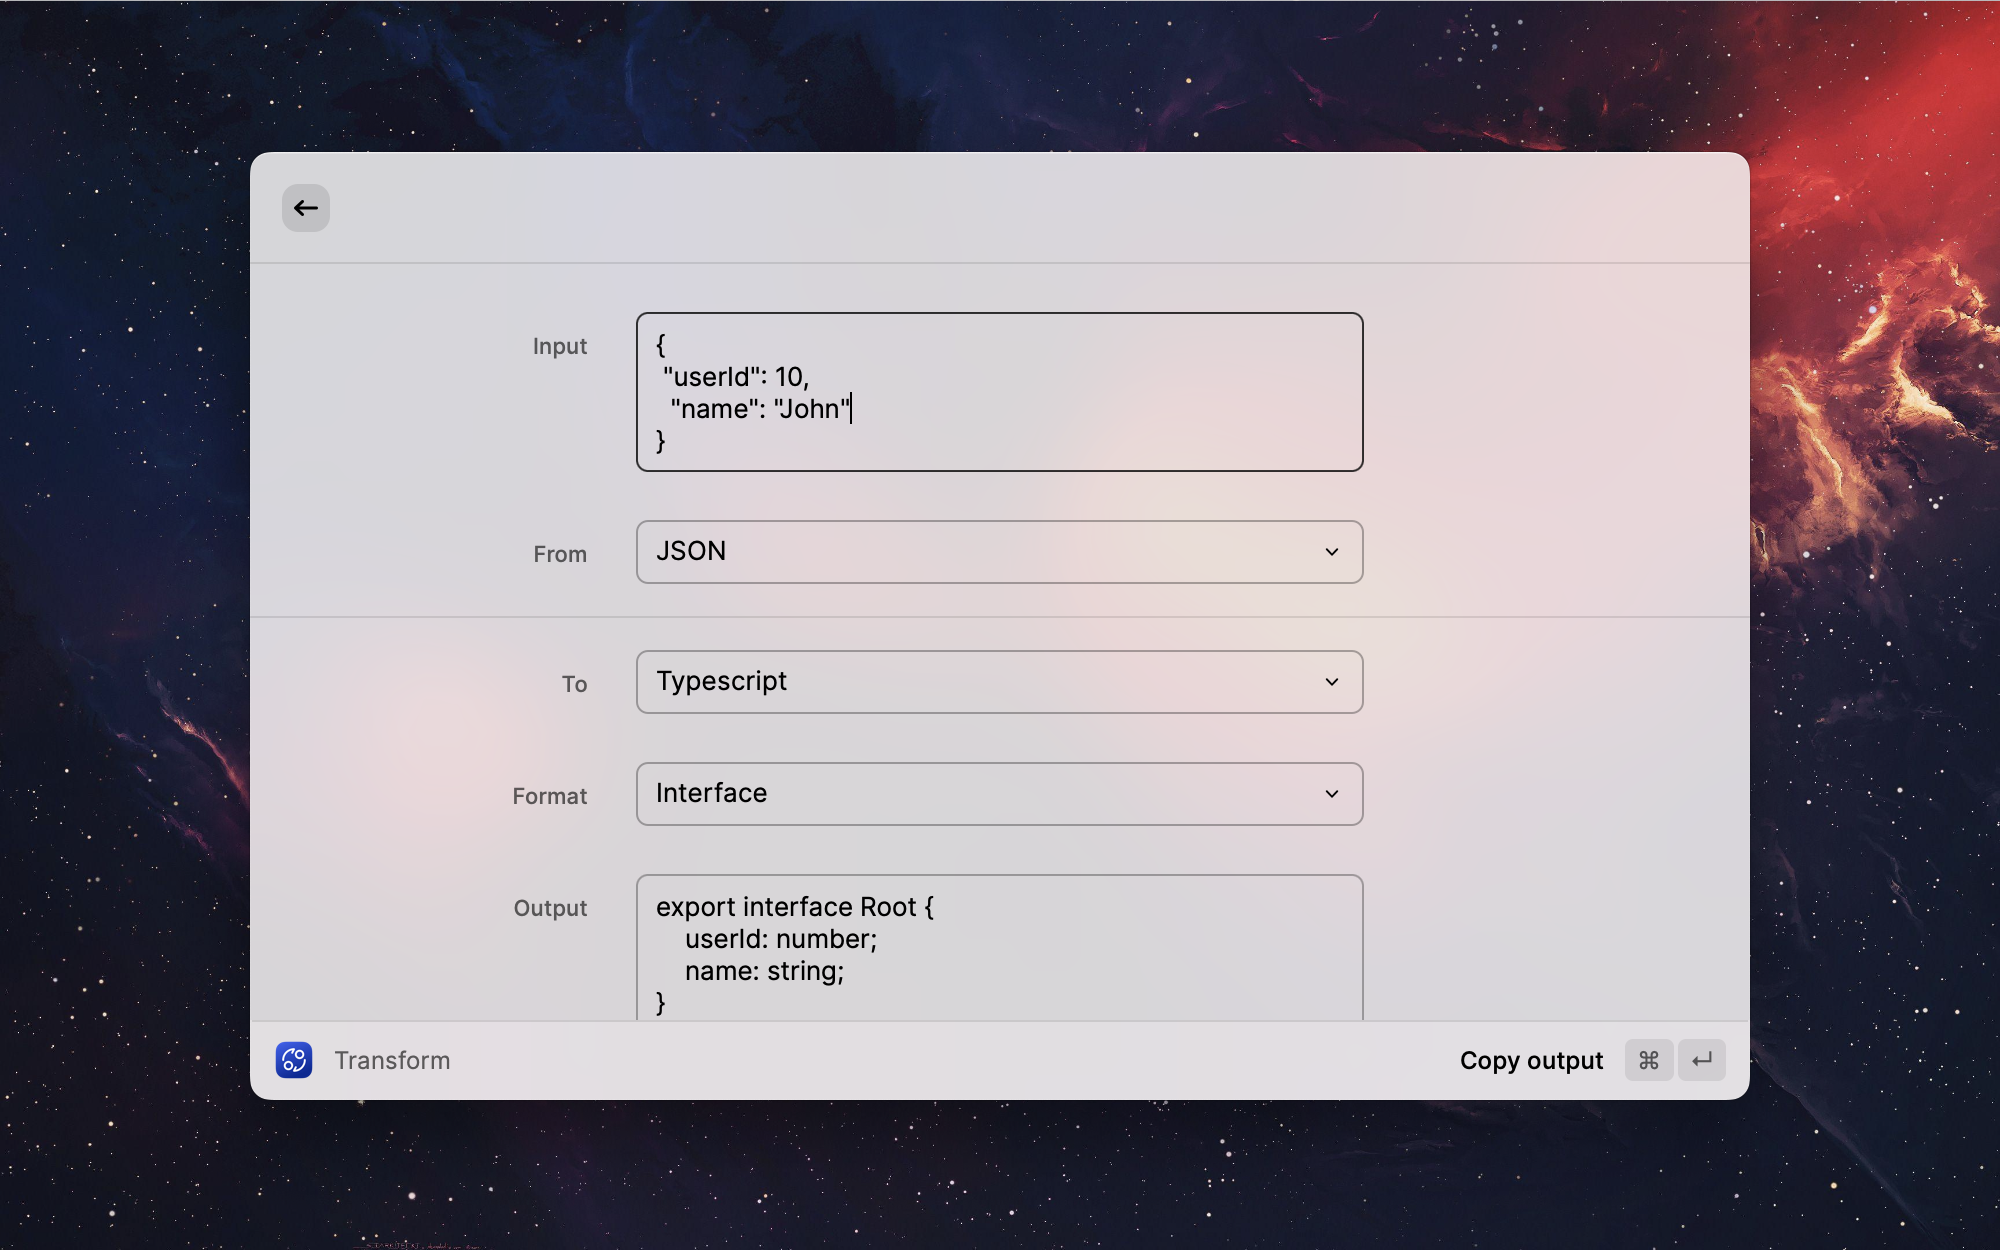 Input
{
 "userId": 10,
  "name": "John"
}
From
JSON
To
Typescript
Format
Interface
Output
export interface Root {
    userId: number;
    name: string;
}
Transform
Copy output ⌘ ↵